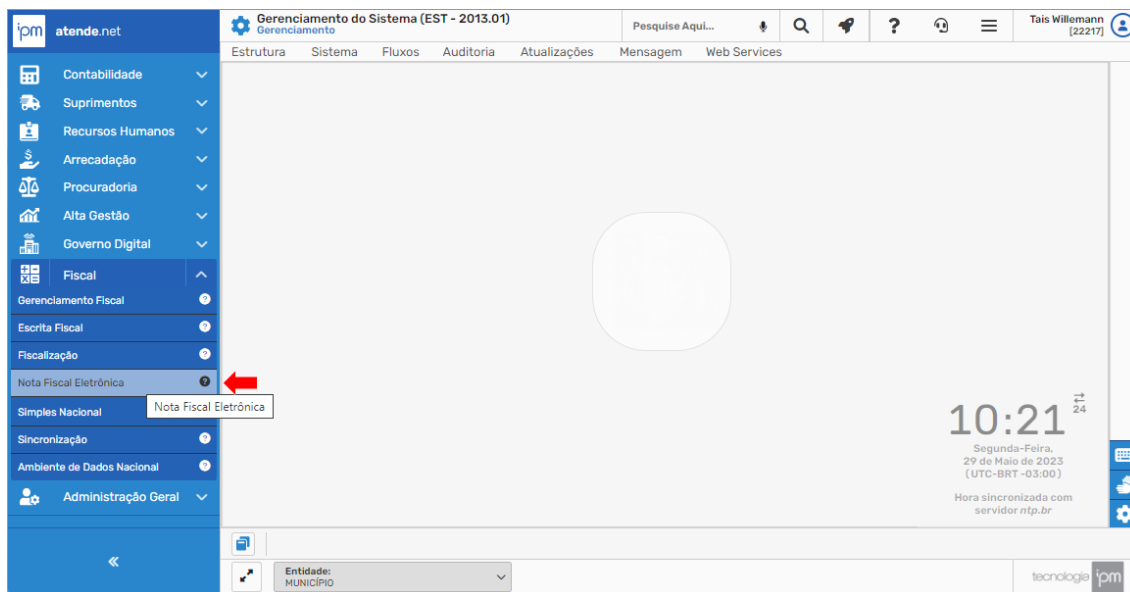 ipm atende.net
Gerenciamento do Sistema (EST - 2013.01)
Gerenciamento
Pesquise Aqui...
?
Tais Willemann
[22217]
Estrutura Sistema Fluxos Auditoria Atualizações Mensagem Web Services
Contabilidade
Suprimentos
Recursos Humanos
Arrecadação
Procuradoria
Alta Gestão
Governo Digital
Fiscal
Gerenciamento Fiscal ?
Escrita Fiscal ?
Fiscalização ?
Nota Fiscal Eletrônica ?
Nota Fiscal Eletrônica
Simples Nacional
Sincronização ?
Ambiente de Dados Nacional ?
Administração Geral
10:21
24
Segunda-Feira,
29 de Maio de 2023
(UTC-BRT -03:00)
Hora sincronizada com
servidor ntp.br
Entidade:
MUNICÍPIO
tecnologia ipm